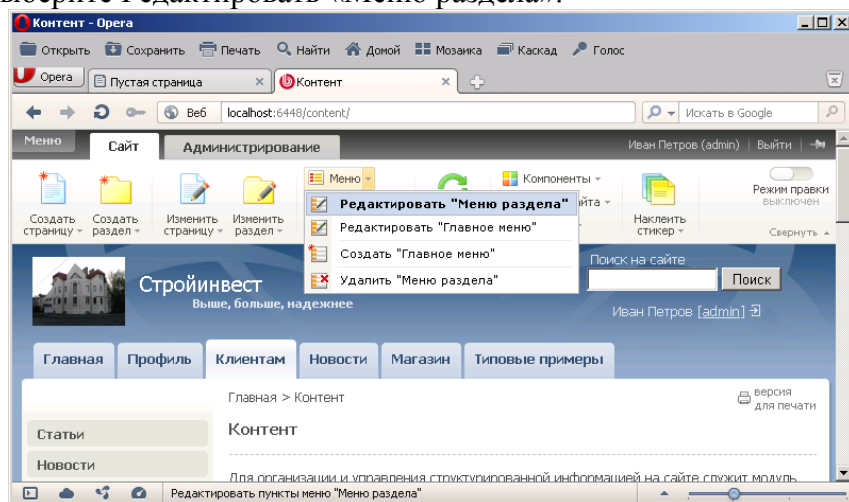 выберите Редактировать «Меню раздела».
Контент - Opera
Открыть Сохранить Печать Найти Домой Мозаика Каскад Голос
Opera Пустая страница Контент
Веб localhost:6448/content/ Искать в Google
Меню Сайт Администрирование Иван Петров (admin) Выйти
Меню Компоненты
Создать страницу
Создать раздел
Изменить страницу
Изменить раздел
Наклеить стикер
Режим правки
выключен
Свернуть
Редактировать "Меню раздела"
Редактировать "Главное меню"
Создать "Главное меню"
Удалить "Меню раздела"
Стройинвест
Выше, больше, надежнее
Поиск на сайте
Поиск
Иван Петров [admin]
Главная Профиль Клиентам Новости Магазин Типовые примеры
Главная > Контент
версия
для печати
Статьи
Контент
Новости
Для организации и управления структурированной информацией на сайте служит модуль
Редактировать пункты меню "Меню раздела"